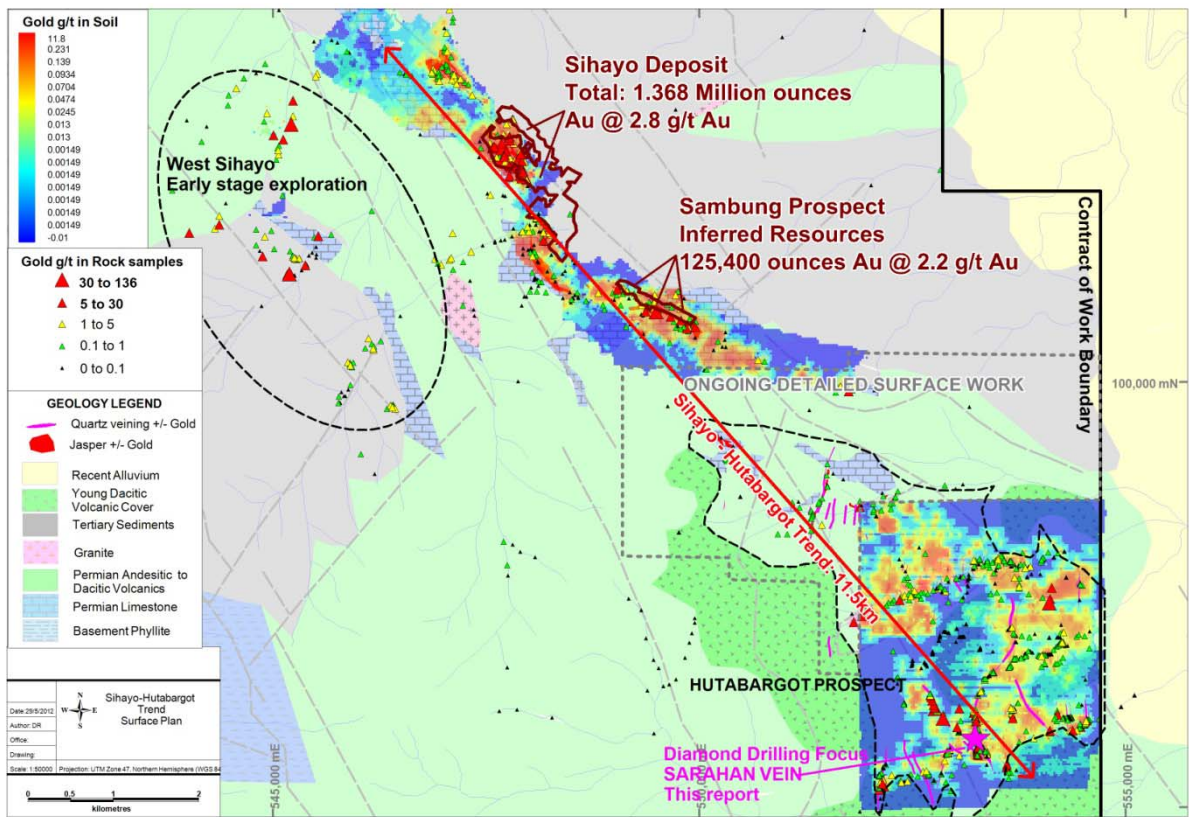 Gold g/t in Soil
11.8
0.231
0.139
0.0934
0.0704
0.0474
0.0245
0.013
0.013
0.00149
0.00149
0.00149
0.00149
0.00149
0.00149
-0.01
Gold g/t in Rock samples
30 to 136
5 to 30
1 to 5
0.1 to 1
0 to 0.1
GEOLOGY LEGEND
Quartz veining +/- Gold
Jasper +/- Gold
Recent Alluvium
Young Dacitic
Volcanic Cover
Tertiary Sediments
Granite
Permian Andesitic to
Dacitic Volcanics
Permian Limestone
Basement Phyllite
Date:29/5/2012
Author: DR
Office:
Drawing:
Scale: 1:50000
Projection: UTM Zone 47, Northern Hemisphere (WGS 84
N
W
E
S
Sihayo-Hutabargot
Trend
Surface Plan
0
0.5
1
2
kilometres
West Sihayo
Early stage exploration
Sihayo Deposit
Total: 1.368 Million ounces
Au @ 2.8 g/t Au
Sambung Prospect
Inferred Resources
125,400 ounces Au @ 2.2 g/t Au
Contract of Work Boundary
100,000 mN
ONGOING DETAILED SURFACE WORK
Sihayo - Hutabargot Trend: 11.5km
HUTABARGOT PROSPECT
Diamond Drilling Focus
SARAHAN VEIN
This report
545,000 mE
555,000 mE